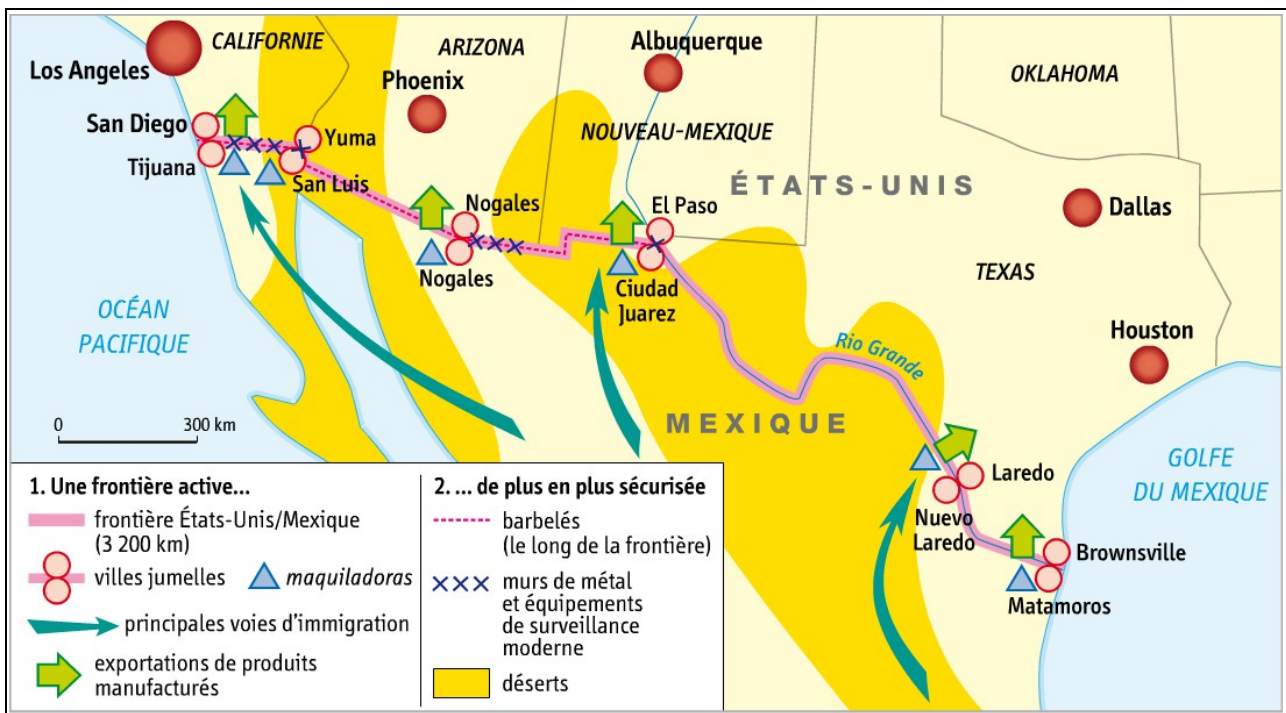 CALIFORNIE
ARIZONA
Albuquerque
OKLAHOMA
Los Angeles
Phoenix
San Diego
Yuma
NOUVEAU-MEXIQUE
Tijuana
San Luis
ÉTATS-UNIS
Nogales
El Paso
Dallas
Nogales
Ciudad
Juarez
TEXAS
OCÉAN
PACIFIQUE
Houston
Rio Grande
0 300 km
MEXIQUE
GOLFE
DU MEXIQUE
Laredo
Nuevo
Laredo
Brownsville
Matamoros
1. Une frontière active...
frontière États-Unis/Mexique
(3 200 km)
villes jumelles
maquiladoras
principales voies d'immigration
exportations de produits
manufacturés
2. ... de plus en plus sécurisée
barbelés
(le long de la frontière)
murs de métal
et équipements
de surveillance
moderne
déserts